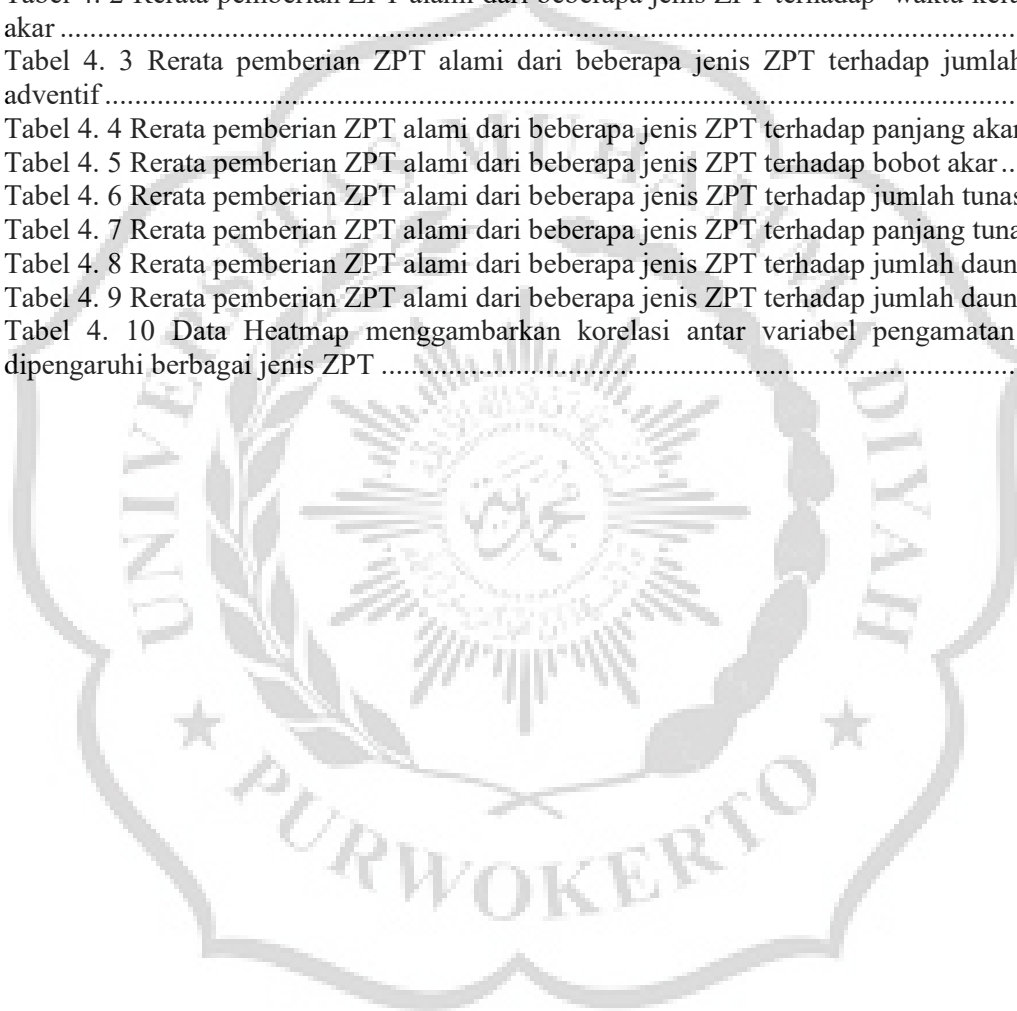 akar ...............................................................................................................................
Tabel 4. 3 Rerata pemberian ZPT alami dari beberapa jenis ZPT terhadap jumlah
adventif .........................................................................................................................
Tabel 4. 4 Rerata pemberian ZPT alami dari beberapa jenis ZPT terhadap panjang akar
Tabel 4. 5 Rerata pemberian ZPT alami dari beberapa jenis ZPT terhadap bobot akar ..
Tabel 4. 6 Rerata pemberian ZPT alami dari beberapa jenis ZPT terhadap jumlah tunas
Tabel 4. 7 Rerata pemberian ZPT alami dari beberapa jenis ZPT terhadap panjang tuna
Tabel 4. 8 Rerata pemberian ZPT alami dari beberapa jenis ZPT terhadap jumlah daun
Tabel 4. 9 Rerata pemberian ZPT alami dari beberapa jenis ZPT terhadap jumlah daun
Tabel 4. 10 Data Heatmap menggambarkan korelasi antar variabel pengamatan
dipengaruhi berbagai jenis ZPT .....................................................................................
UNIVERSITAS MUHAMMADIYAH
PURWOKERTO